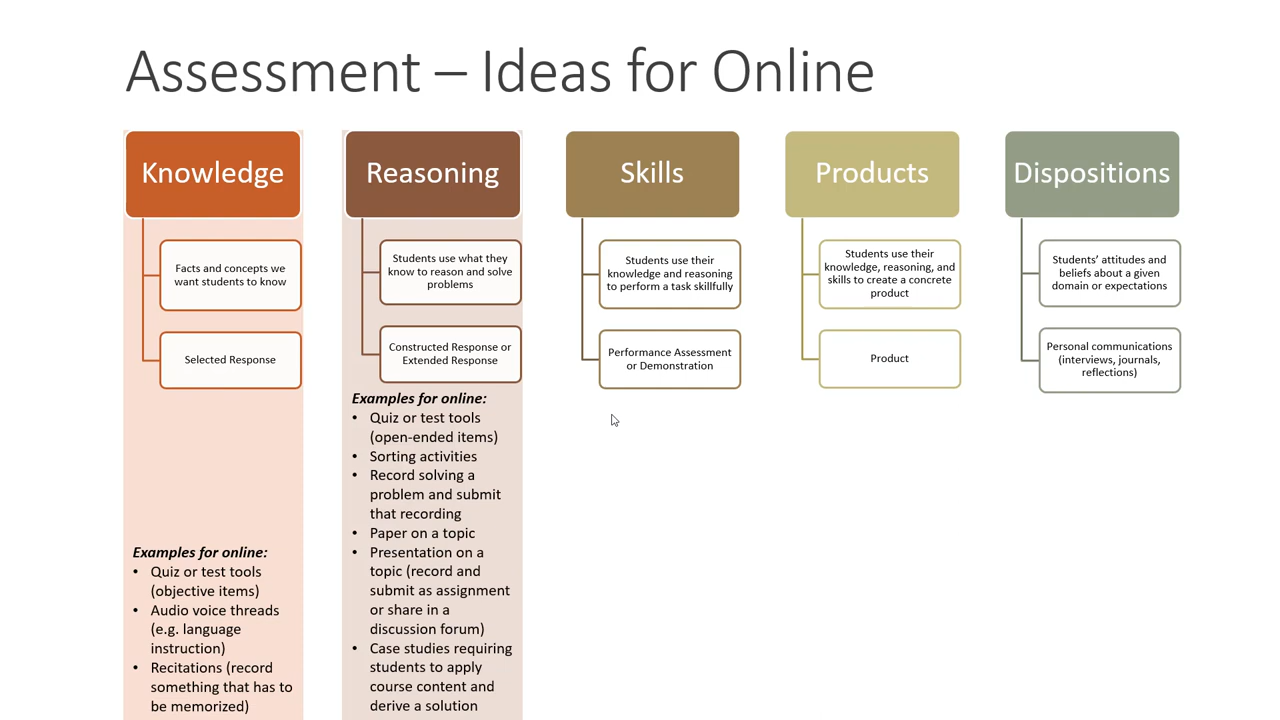 Assessment – Ideas for Online
Knowledge
Facts and concepts we
want students to know
Selected Response
Examples for online:
• Quiz or test tools
(objective items)
• Audio voice threads
(e.g. language
instruction)
• Recitations (record
something that has to
be memorized)
Reasoning
Students use what they
know to reason and solve
problems
Constructed Response or
Extended Response
Examples for online:
• Quiz or test tools
(open-ended items)
• Sorting activities
• Record solving a
problem and submit
that recording
• Paper on a topic
• Presentation on a
topic (record and
submit as assignment
or share in a
discussion forum)
• Case studies requiring
students to apply
course content and
derive a solution
Skills
Students use their
knowledge and reasoning
to perform a task skillfully
Performance Assessment
or Demonstration
Products
Students use their
knowledge, reasoning, and
skills to create a concrete
product
Product
Dispositions
Students’ attitudes and
beliefs about a given
domain or expectations
Personal communications
(interviews, journals,
reflections)